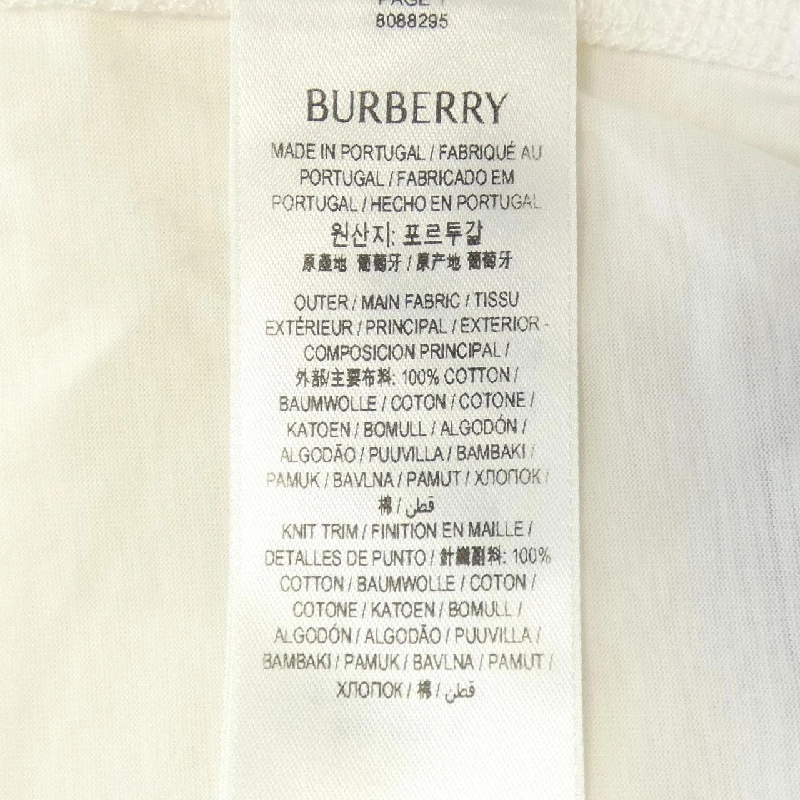 PAGE 1
8088295
BURBERRY
MADE IN PORTUGAL / FABRIQUÉ AU
PORTUGAL / FABRICADO EM
PORTUGAL / HECHO EN PORTUGAL
원산지: 포르투갈
原產地 葡萄牙 / 原产地 葡萄牙
OUTER / MAIN FABRIC / TISSU
EXTÉRIEUR / PRINCIPAL / EXTERIOR -
COMPOSICION PRINCIPAL /
外部/主要布料: 100% COTTON /
BAUMWOLLE / COTON / COTONE /
KATOEN / BOMULL / ALGODÓN /
ALGODÃO / PUUVILLA / BAMBAKI /
PAMUK / BAVLNA / PAMUT / ХЛОПОК /
棉 / قطن
KNIT TRIM / FINITION EN MAILLE /
DETALLES DE PUNTO / 針織副料: 100%
COTTON / BAUMWOLLE / COTON /
COTONE / KATOEN / BOMULL /
ALGODÓN / ALGODÃO / PUUVILLA /
BAMBAKI / PAMUK / BAVLNA / PAMUT /
ХЛОПОК / 棉 / قطن